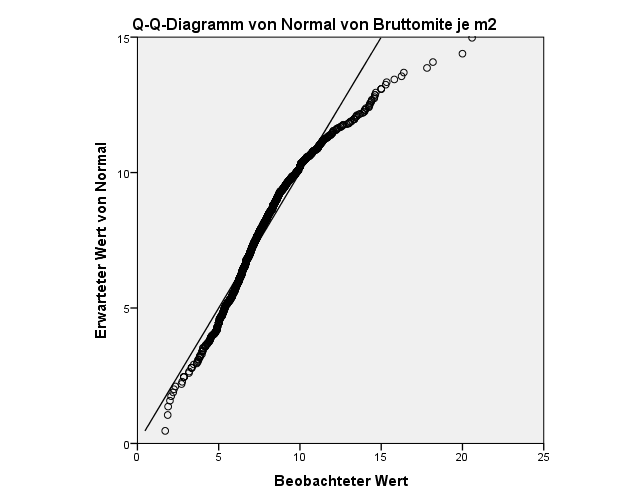 Q-Q-Diagramm von Normal von Bruttomite je m2
Erwarteter Wert von Normal
15
10
5
0
0 5 10 15 20 25
Beobachteter Wert